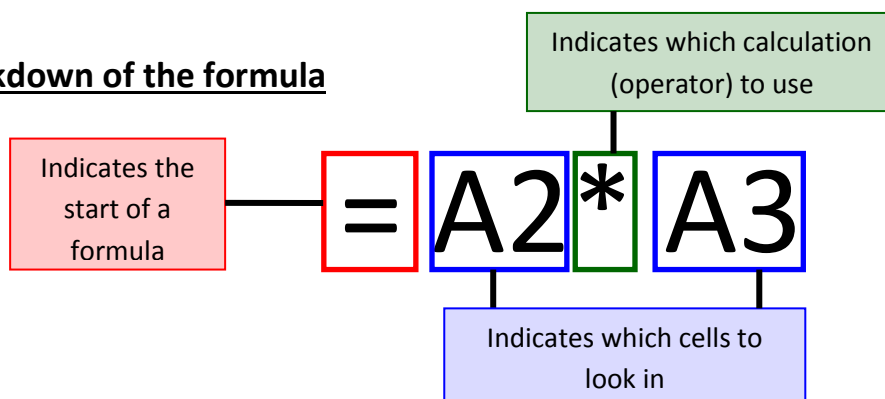 Indicates which calculation
(operator) to use
kdown of the formula
Indicates the
start of a
formula
= A2 * A3
Indicates which cells to
look in